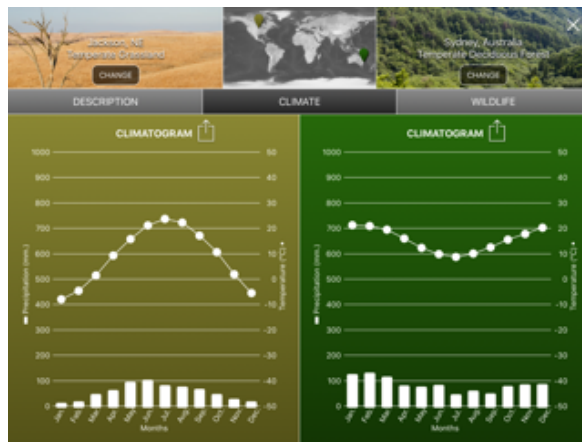 Jackson, NE
Temperate Grassland
CHANGE
Sydney, Australia
Temperate Deciduous Forest
CHANGE
DESCRIPTION
CLIMATE
WILDLIFE
CLIMATOGRAM
1000
900
800
700
600
500
400
300
200
100
0
50
40
30
20
10
0
-10
-20
-30
-40
-50
Precipitation (mm.)
Temperature (°C)
Jan.
Feb.
Mar.
Apr.
May
Jun.
Jul.
Aug.
Sep.
Oct.
Nov.
Dec.
Months
CLIMATOGRAM
1000
900
800
700
600
500
400
300
200
100
0
50
40
30
20
10
0
-10
-20
-30
-40
-50
Precipitation (mm.)
Temperature (°C)
Jan.
Feb.
Mar.
Apr.
May
Jun.
Jul.
Aug.
Sep.
Oct.
Nov.
Dec.
Months